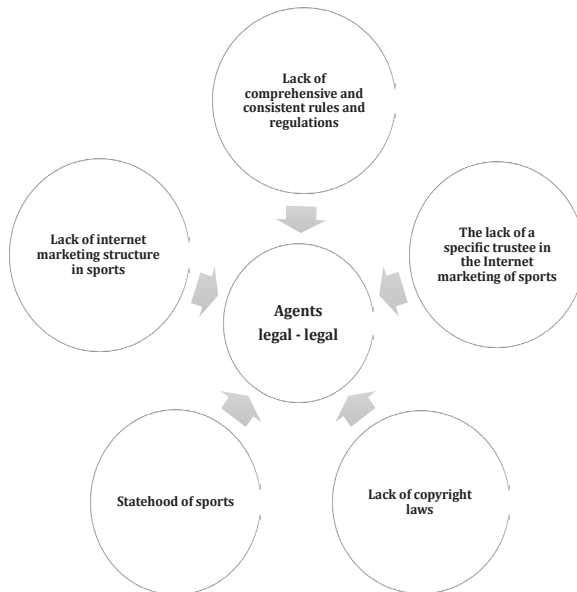 Lack of
comprehensive and
consistent rules and
regulations
Lack of internet
marketing structure
in sports
The lack of a
specific trustee in
the Internet
marketing of sports
Agents
legal - legal
Statehood of sports
Lack of copyright
laws